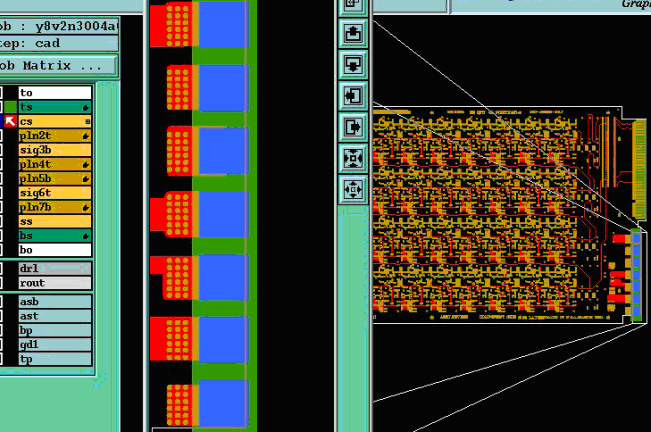 ob : y8v2n3004a
tep: cad
ob Matrix ...
to
ts
cs
pln2t
sig3b
pln4t
pln5b
sig6t
pln7b
ss
bs
bo
drl
rout
asb
ast
bp
gd1
tp
Graph